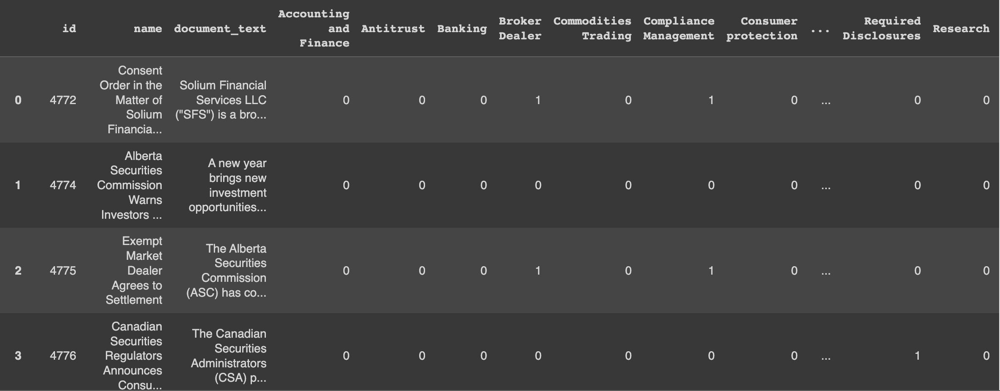 id name document_text Accounting and Finance Antitrust Banking Broker Dealer Commodities Trading Compliance Management Consumer protection ... Required Disclosures Research
0 4772 Consent Order in the Matter of Solium Financia... Solium Financial Services LLC ("SFS") is a bro... 0 0 0 1 0 1 0 ... 0 0
1 4774 Alberta Securities Commission Warns Investors ... A new year brings new investment opportunities... 0 0 0 0 0 0 0 ... 0 0
2 4775 Exempt Market Dealer Agrees to Settlement The Alberta Securities Commission (ASC) has co... 0 0 0 1 0 1 0 ... 0 0
3 4776 Canadian Securities Regulators Announces Consu... The Canadian Securities Administrators (CSA) p... 0 0 0 0 0 0 0 ... 1 0